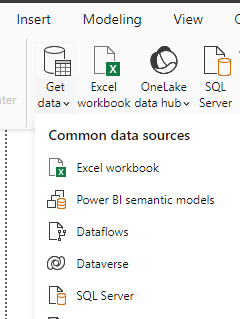 Insert Modeling View
Get data
Excel workbook
OneLake data hub
SQL Server
Common data sources
Excel workbook
Power BI semantic models
Dataflows
Dataverse
SQL Server